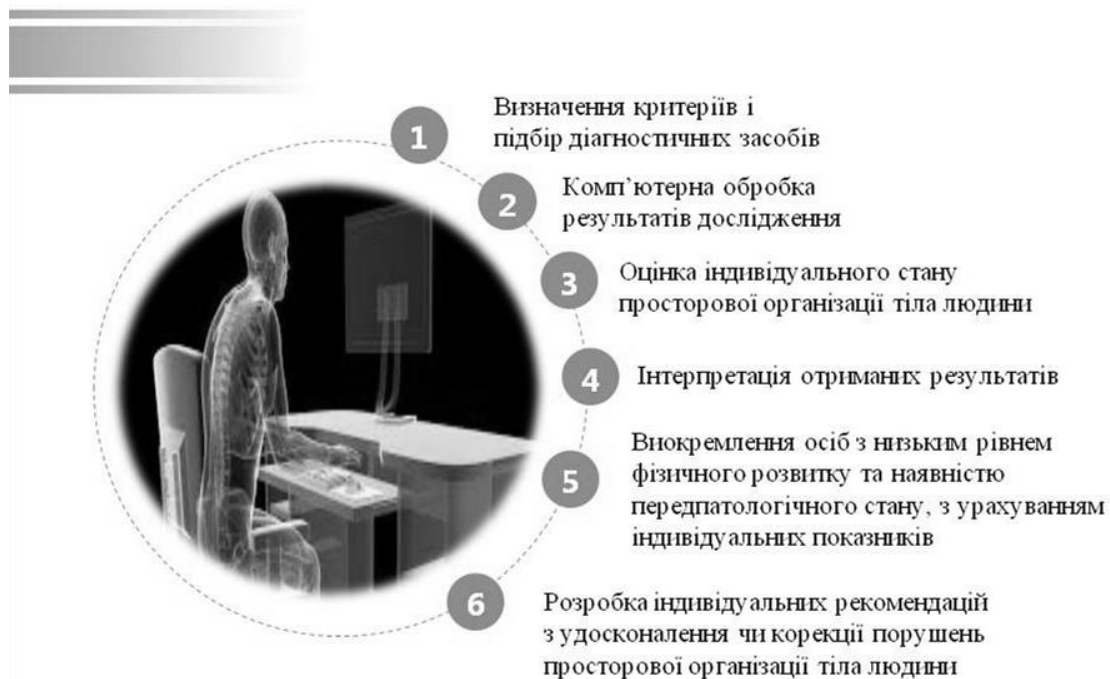 1
Визначення критеріїв і
підбір діагностичних засобів
2
Комп’ютерна обробка
результатів дослідження
3
Оцінка індивідуального стану
просторової організації тіла людини
4
Інтерпретація отриманих результатів
5
Виокремлення осіб з низьким рівнем
фізичного розвитку та наявністю
передпатологічного стану, з урахуванням
індивідуальних показників
6
Розробка індивідуальних рекомендацій
з удосконалення чи корекції порушень
просторової організації тіла людини